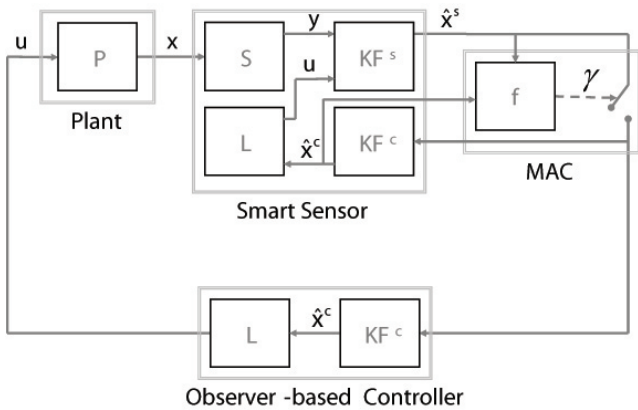 u
P
x
Plant
S
y
KF s
x̂s
u
L
x̂c
KF c
Smart Sensor
f
γ
MAC
L
x̂c
KF c
Observer -based Controller